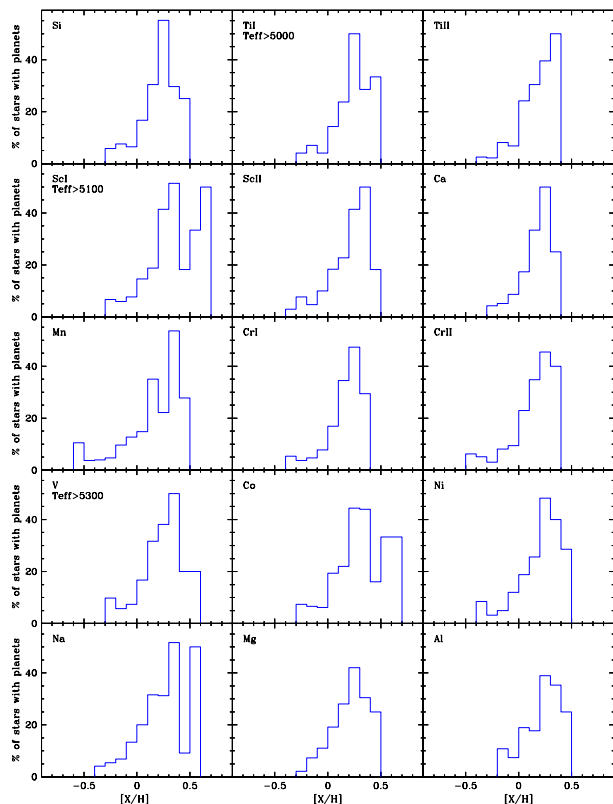 Si
TiI
Teff>5000
TiII
% of stars with planets
40
20
0
ScI
Teff>5100
ScII
Ca
% of stars with planets
40
20
0
Mn
CrI
CrII
% of stars with planets
40
20
0
V
Teff>5300
Co
Ni
% of stars with planets
40
20
0
Na
Mg
Al
% of stars with planets
40
20
0
-0.5 0 0.5 -0.5 0 0.5 -0.5 0 0.5
[X/H] [X/H] [X/H]